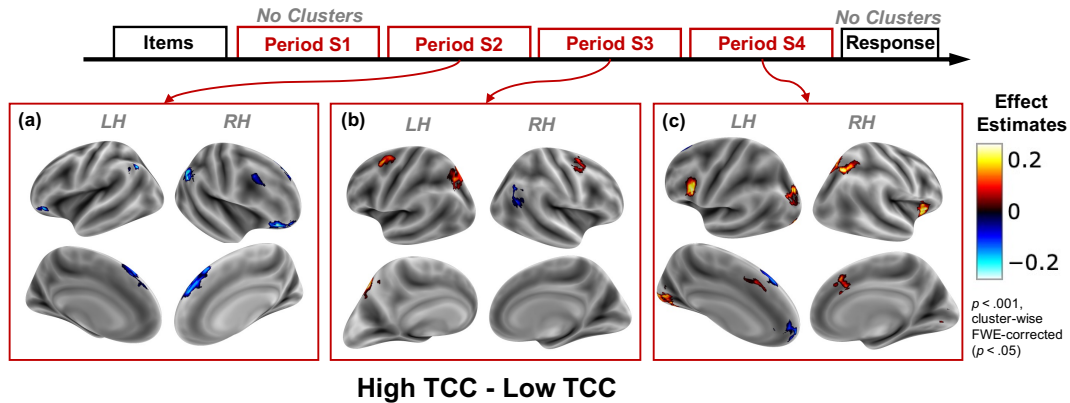 No Clusters
No Clusters
Items
Period S1
Period S2
Period S3
Period S4
Response
(a)
LH
RH
(b)
LH
RH
(c)
LH
RH
Effect
Estimates
0.2
0
−0.2
p < .001,
cluster-wise
FWE-corrected
(p < .05)
High TCC - Low TCC